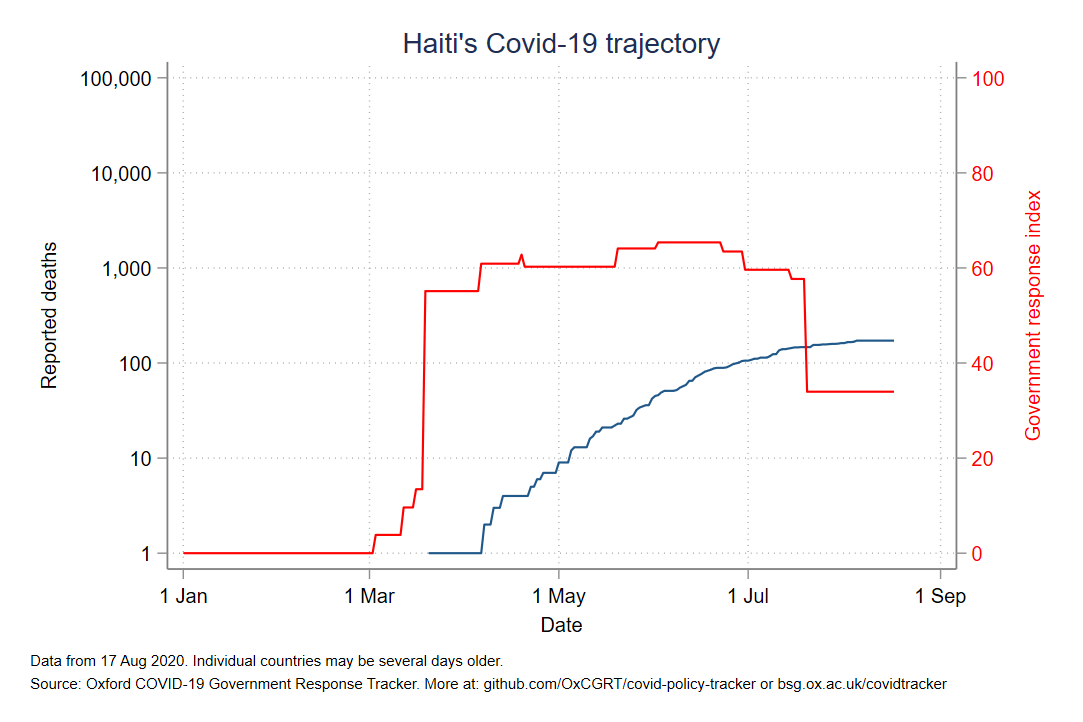 Haiti's Covid-19 trajectory
100,000
10,000
1,000
100
10
1
Reported deaths
100
80
60
40
20
0
Government response index
1 Jan
1 Mar
1 May
1 Jul
1 Sep
Date
Data from 17 Aug 2020. Individual countries may be several days older.
Source: Oxford COVID-19 Government Response Tracker. More at: github.com/OxCGRT/covid-policy-tracker or bsg.ox.ac.uk/covidtracker